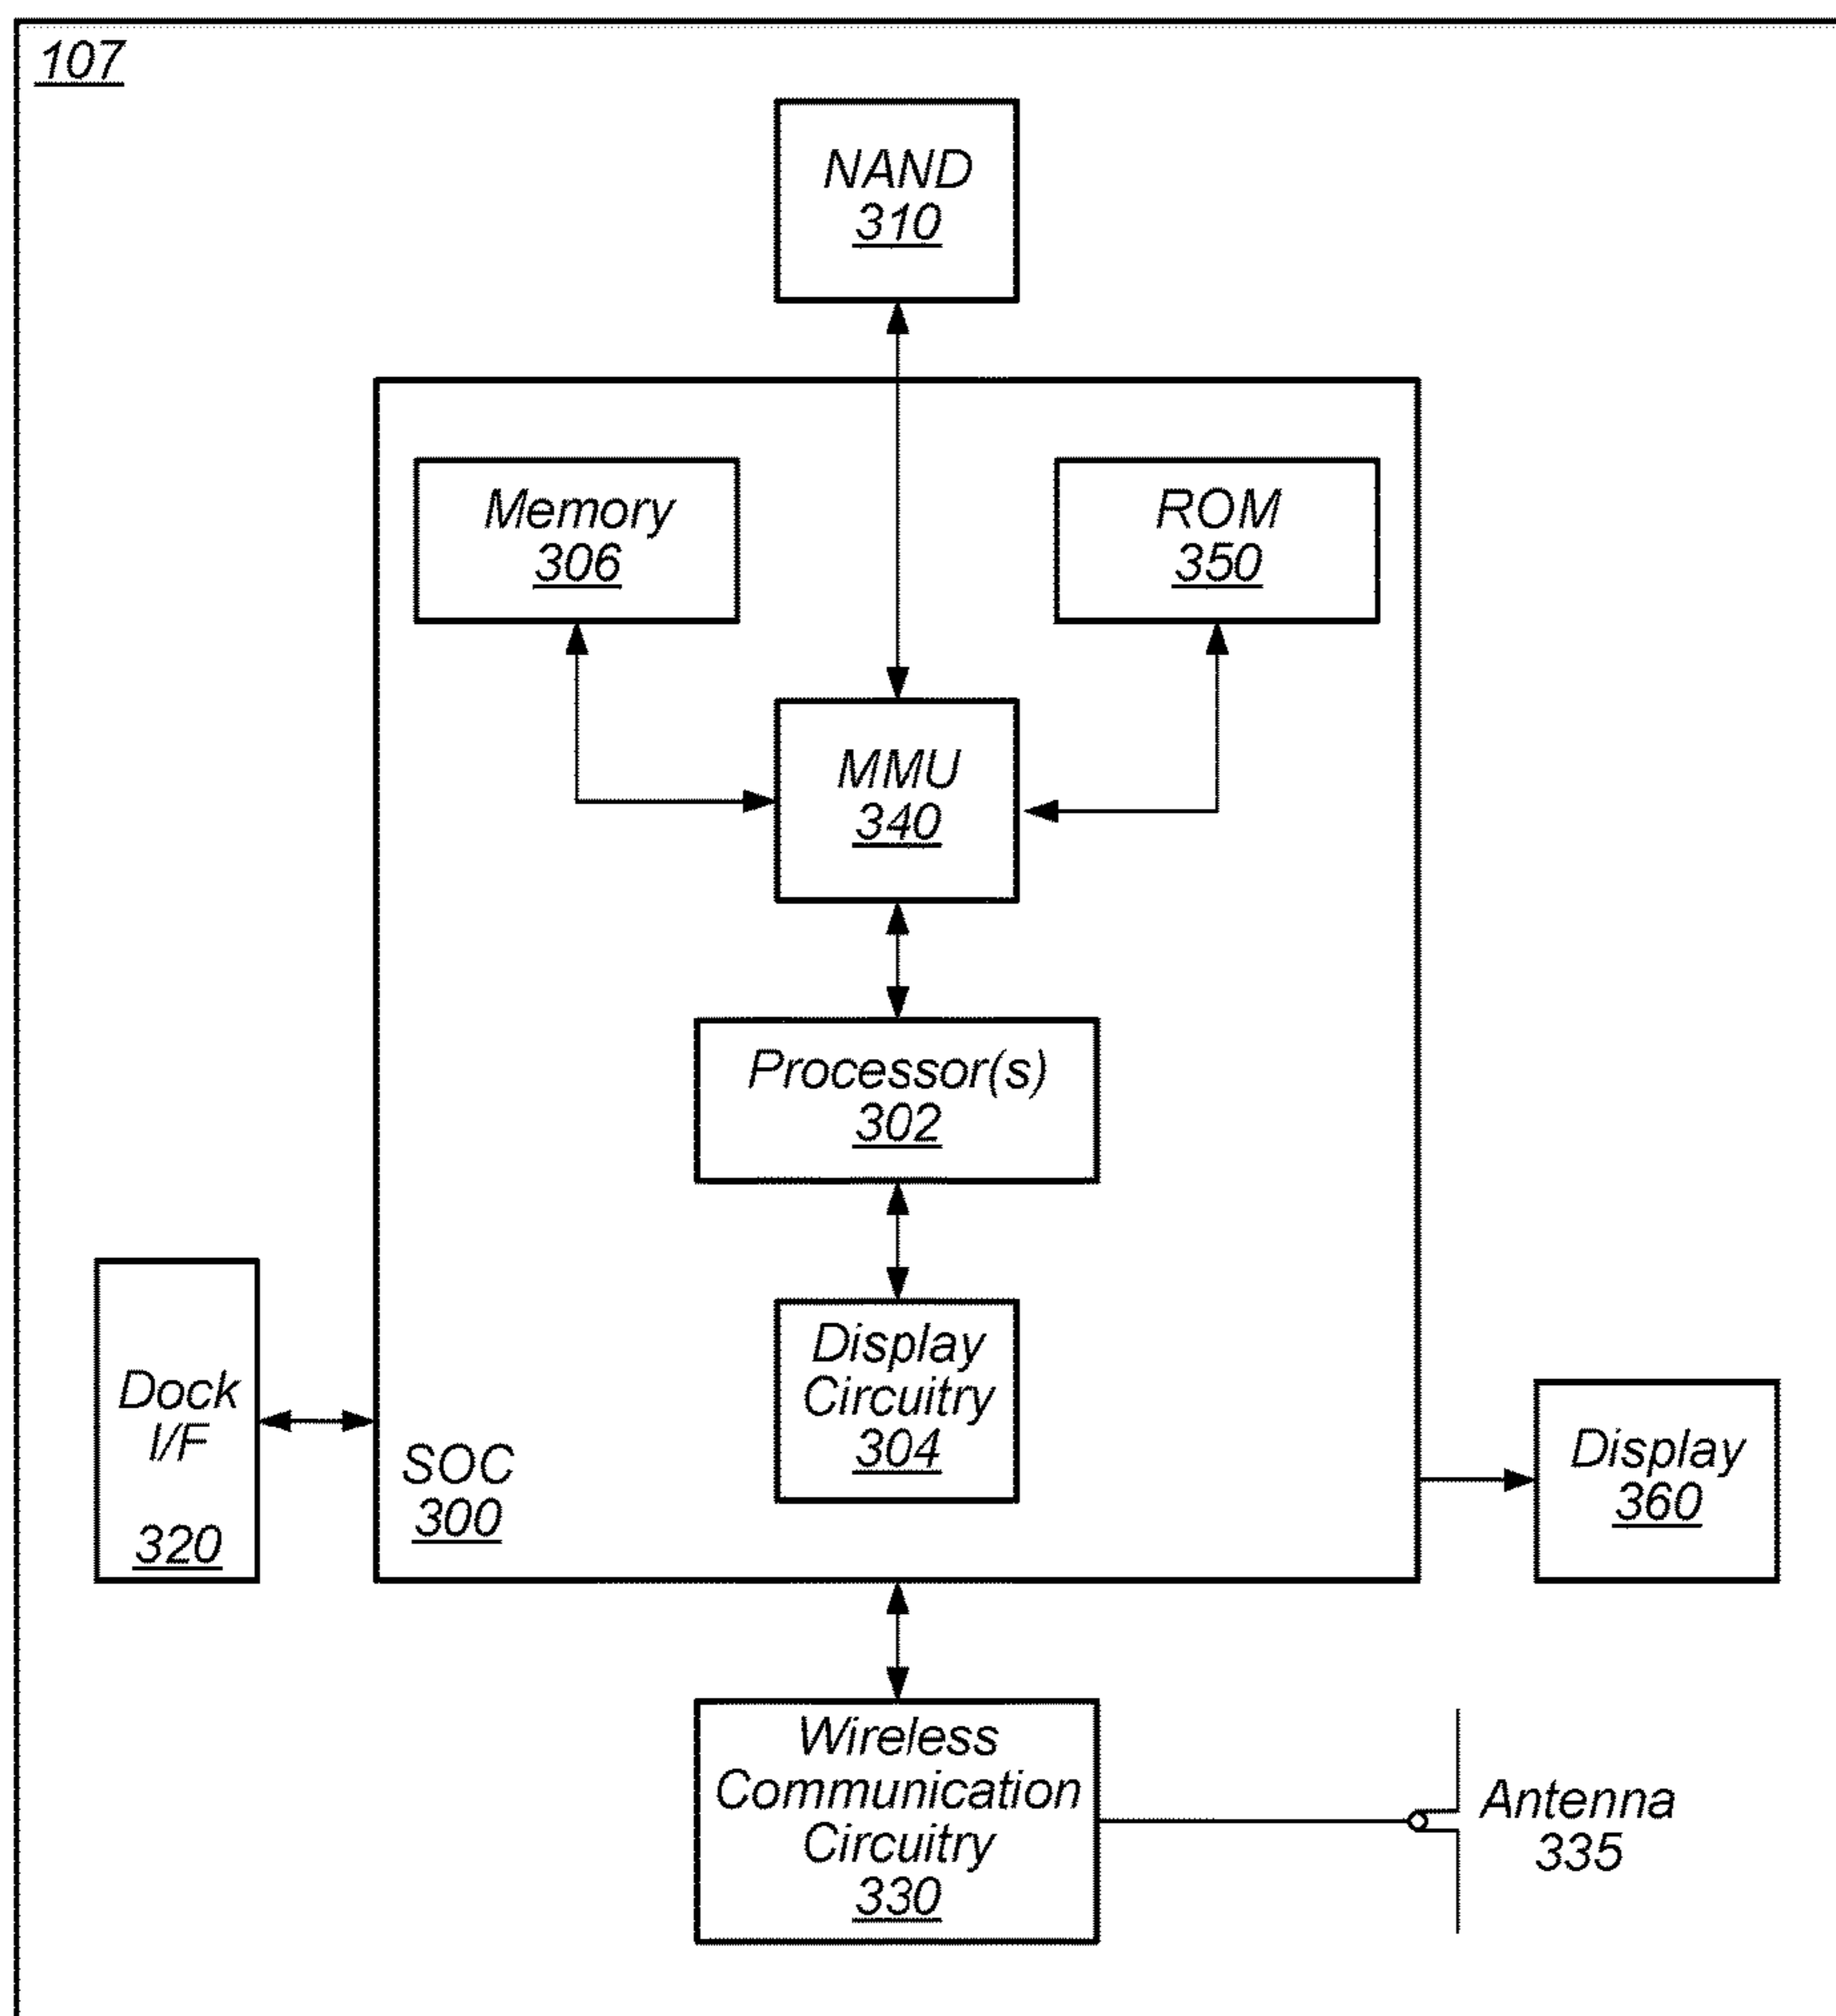 107
NAND
310
Memory
306
ROM
350
MMU
340
Processor(s)
302
Display
Circuitry
304
Dock
I/F
320
SOC
300
Display
360
Wireless
Communication
Circuitry
330
Antenna
335